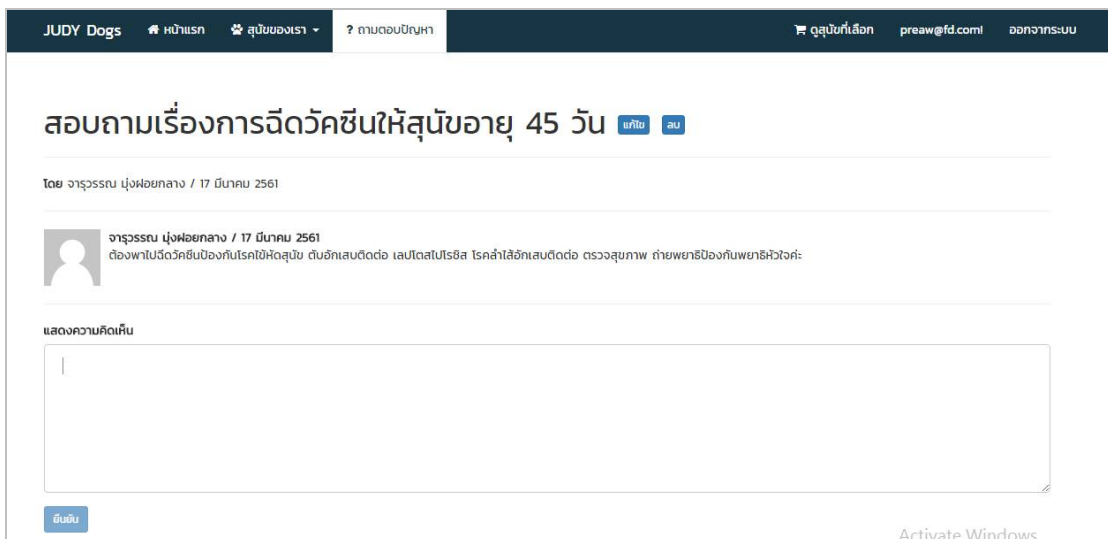 JUDY Dogs หน้าแรก สุนัขของเรา ? ถามตอบปัญหา ดูสุนัขที่เลือก preaw@fd.com! ออกจากระบบ
สอบถามเรื่องการฉีดวัคซีนให้สุนัขอายุ 45 วัน แก้ไข ลบ
โดย จารุวรรณ มุ่งฝอยกลาง / 17 มีนาคม 2561
จารุวรรณ มุ่งฝอยกลาง / 17 มีนาคม 2561
ต้องพาไปฉีดวัคซีนป้องกันโรคไข้หัดสุนัข ตับอักเสบติดต่อ เลปโตสไปโรซิส โรคลำไส้อักเสบติดต่อ ตรวจสุขภาพ ถ่ายพยาธิป้องกันพยาธิหัวใจค่ะ
แสดงความคิดเห็น
ยืนยัน
Activate Windows